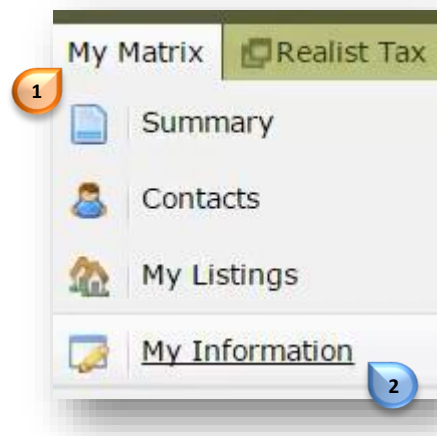 My Matrix Realist Tax
1
Summary
Contacts
My Listings
My Information
2